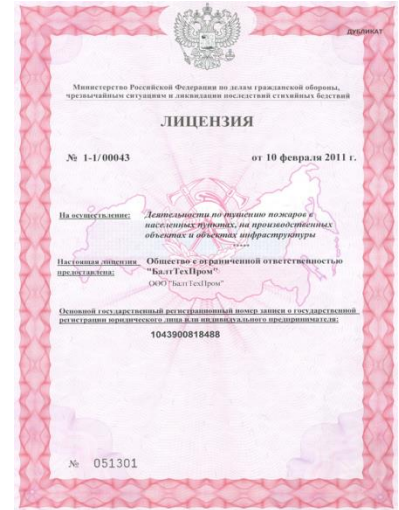 ДУБЛИКАТ
Министерство Российской Федерации по делам гражданской обороны,
чрезвычайным ситуациям и ликвидации последствий стихийных бедствий
ЛИЦЕНЗИЯ
№ 1-1/00043 от 10 февраля 2011 г.
На осуществление: Деятельности по тушению пожаров в
населенных пунктах, на производственных
объектах и объектах инфраструктуры
*****
Настоящая лицензия Общество с ограниченной ответственностью
предоставлена: "БалтТехПром"
ООО "БалтТехПром"
Основной государственный регистрационный номер записи о государственной
регистрации юридического лица или индивидуального предпринимателя:
1043900818488
№ 051301